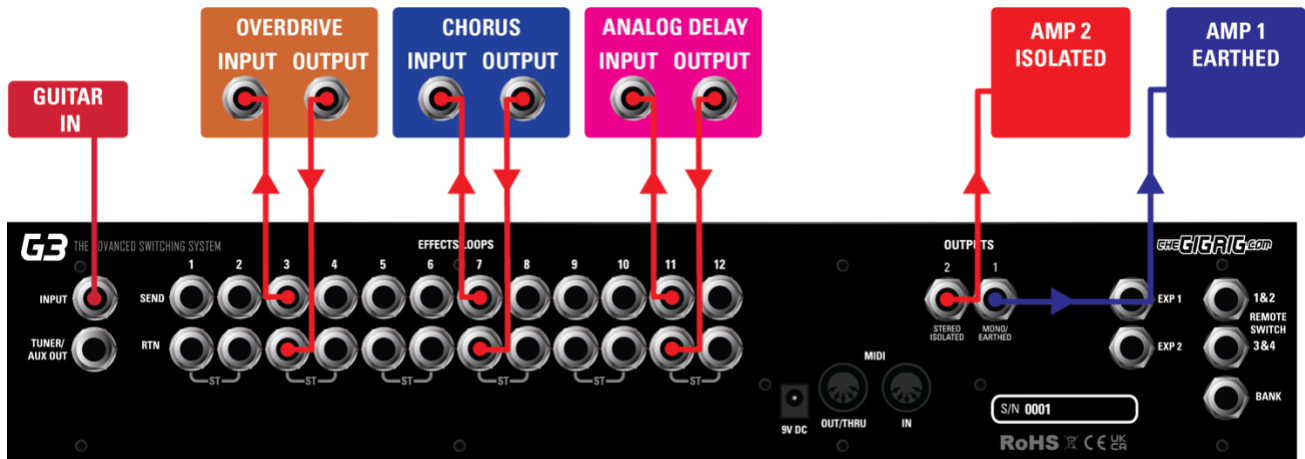 OVERDRIVE
INPUT OUTPUT
CHORUS
INPUT OUTPUT
ANALOG DELAY
INPUT OUTPUT
AMP 2
ISOLATED
AMP 1
EARTHED
GUITAR
IN
G3 THE ADVANCED SWITCHING SYSTEM
EFFECTS LOOPS
OUTPUTS
THEGIGRIG.COM
1 2 3 4 5 6 7 8 9 10 11 12
2 1
INPUT
SEND
EXP 1
1&2
REMOTE
SWITCH
3&4
STEREO
ISOLATED
MONO/
EARTHED
TUNER/
AUX OUT
RTN
EXP 2
ST ST ST ST ST ST
MIDI
BANK
9V DC
OUT/THRU
IN
S/N 0001
RoHS CE UK CA